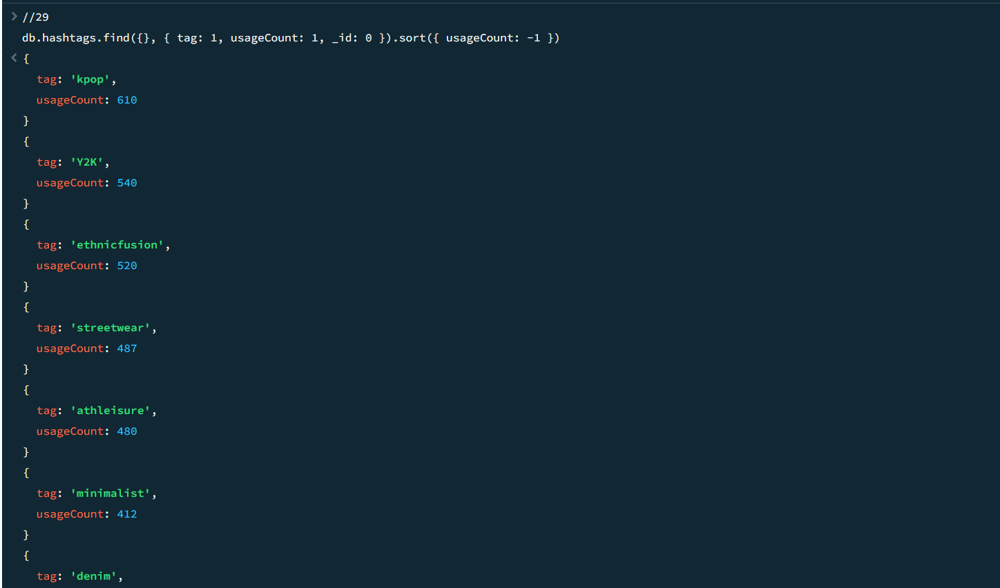 > //29
db.hashtags.find({}, { tag: 1, usageCount: 1, _id: 0 }).sort({ usageCount: -1 })
< {
tag: 'kpop',
usageCount: 610
}
{
tag: 'Y2K',
usageCount: 540
}
{
tag: 'ethnicfusion',
usageCount: 520
}
{
tag: 'streetwear',
usageCount: 487
}
{
tag: 'athleisure',
usageCount: 480
}
{
tag: 'minimalist',
usageCount: 412
}
{
tag: 'denim',